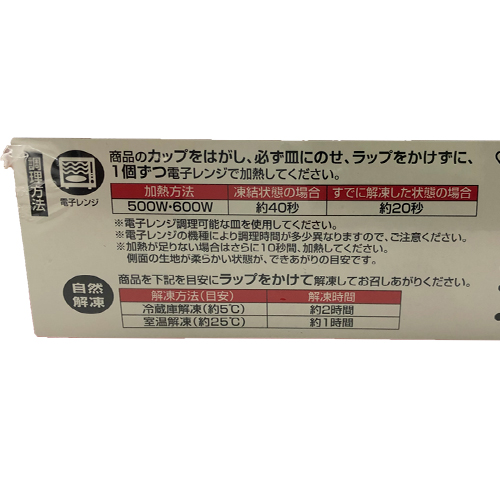 調理方法
電子レンジ
商品のカップをはがし、必ず皿にのせ、ラップをかけずに、
1個ずつ電子レンジで加熱してください。
加熱方法 凍結状態の場合 すでに解凍した状態の場合
500W・600W 約40秒 約20秒
※電子レンジ調理可能な皿を使用してください。
※電子レンジの機種により調理時間が多少異なりますので、ご注意ください。
※加熱が足りない場合はさらに10秒間、加熱してください。
側面の生地が柔らかい状態が、できあがりの目安です。
自然
解凍
商品を下記を目安にラップをかけて解凍してお召しあがりください。
解凍方法(目安) 解凍時間
冷蔵庫解凍(約5℃) 約2時間
室温解凍(約25℃) 約1時間